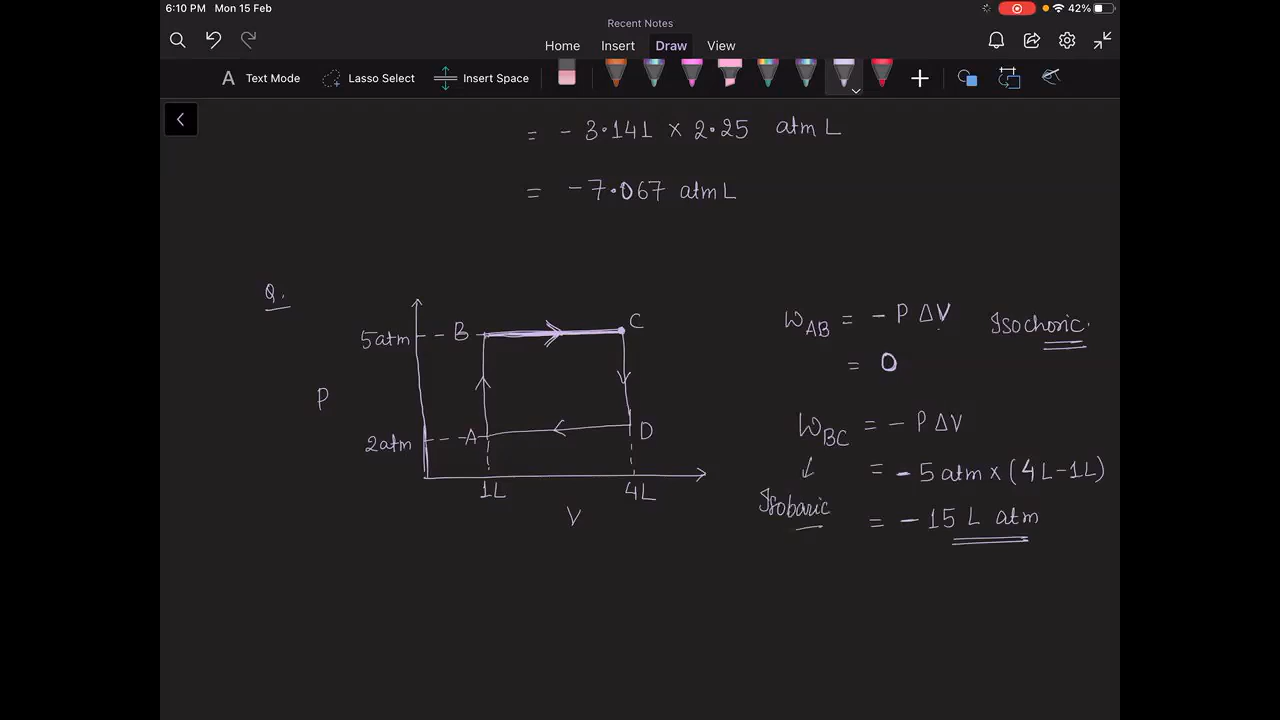 6:10 PM Mon 15 Feb
42%
Recent Notes
Home Insert Draw View
A Text Mode Lasso Select Insert Space
= - 3.141 × 2.25 atm L
= -7.067 atm L
Q.
5atm B C
P
2atm A D
1L 4L
V
W_AB = - P ΔV Isochoric.
= 0
W_BC = - P ΔV
= - 5 atm × (4L-1L)
Isobaric
= - 15 L atm